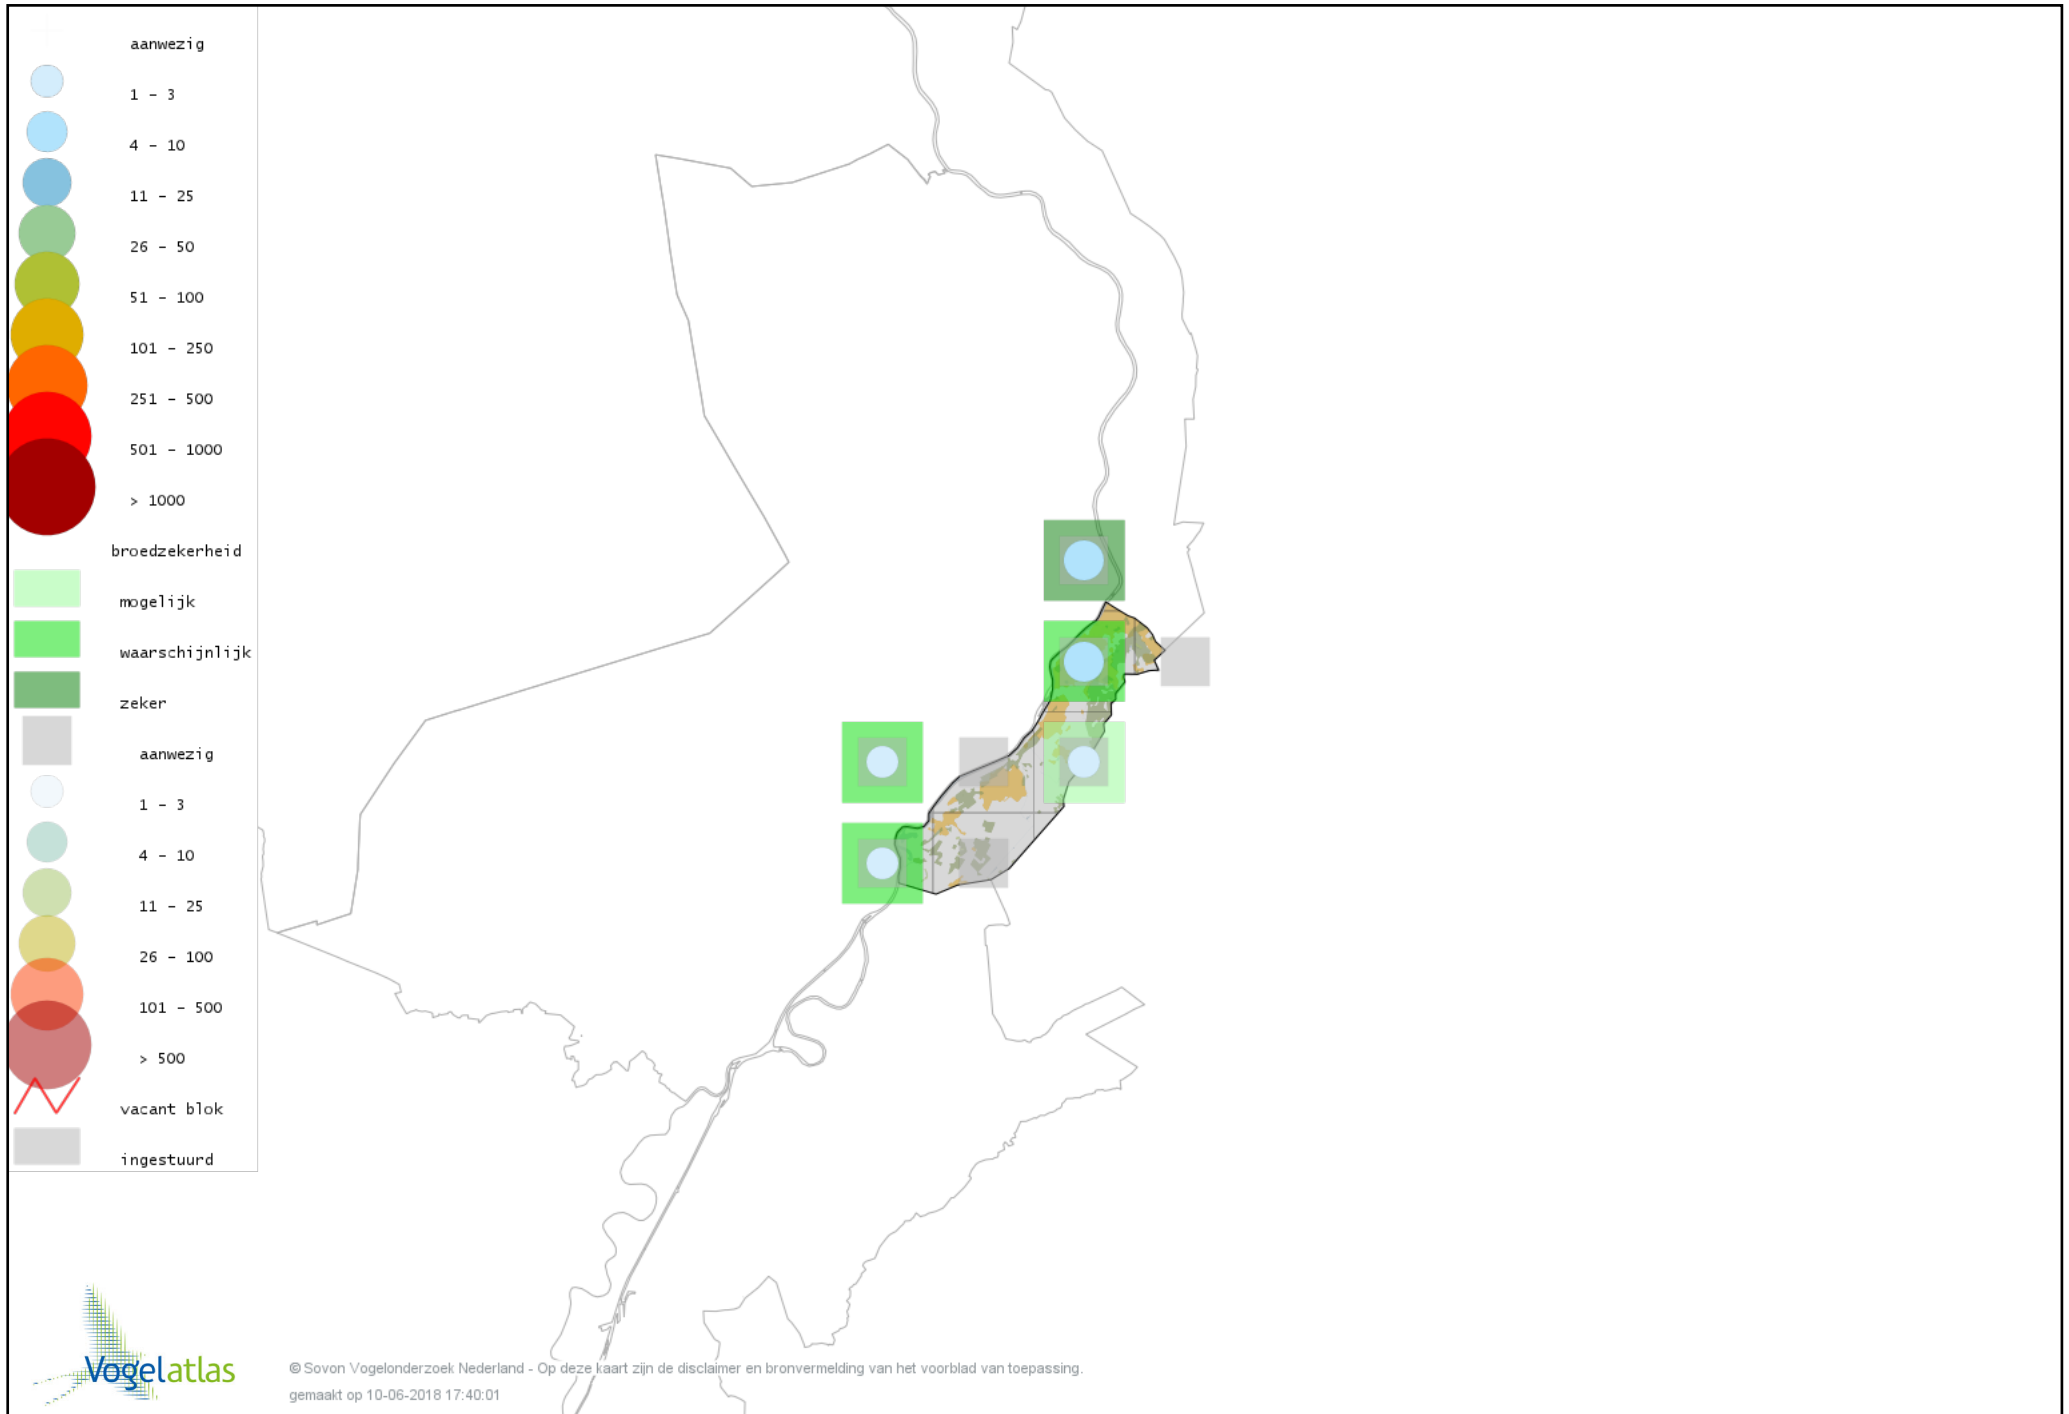 aanwezig
1 - 3
4 - 10
11 - 25
26 - 50
51 - 100
101 - 250
251 - 500
501 - 1000
> 1000
broedzekerheid
mogelijk
waarschijnlijk
zeker
aanwezig
1 - 3
4 - 10
11 - 25
26 - 100
101 - 500
> 500
vacant blok
ingestuurd
Vogelatlas
© Sovon Vogelonderzoek Nederland - Op deze kaart zijn de disclaimer en bronvermelding van het voorblad van toepassing.
gemaakt op 10-06-2018 17:40:01